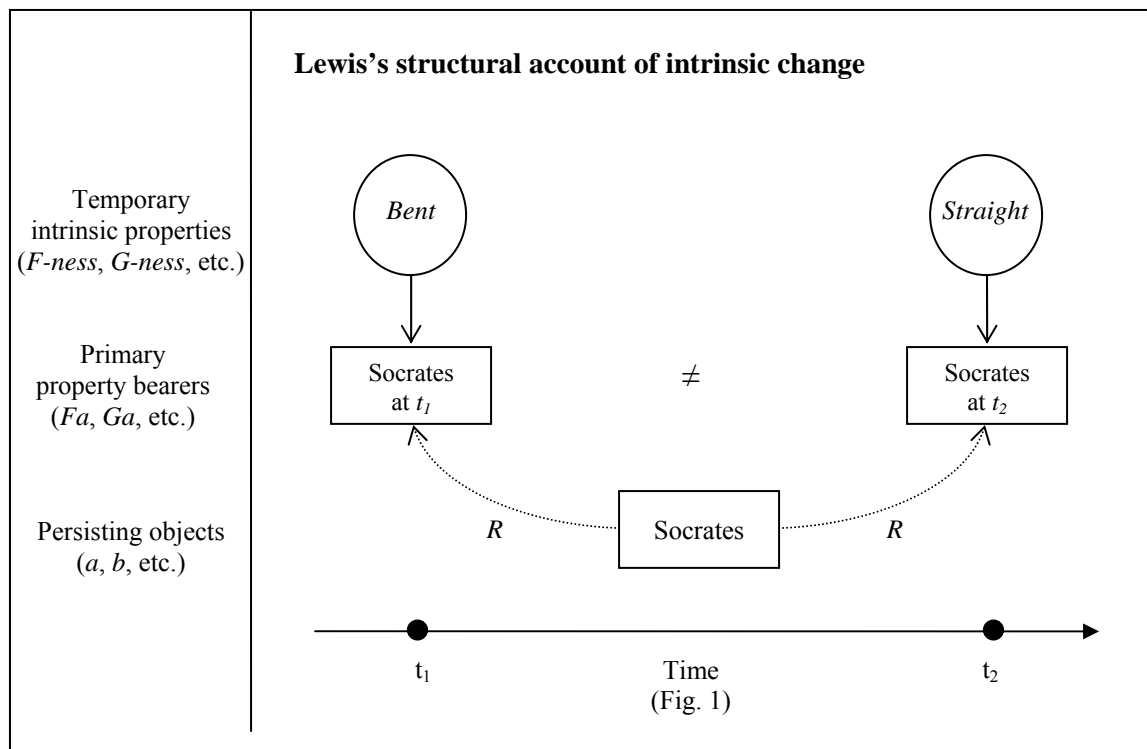 Lewis’s structural account of intrinsic change
Temporary
intrinsic properties
(F-ness, G-ness, etc.)
Bent
Straight
Primary
property bearers
(Fa, Ga, etc.)
Socrates
at t1
≠
Socrates
at t2
Persisting objects
(a, b, etc.)
R
Socrates
R
t1
Time
(Fig. 1)
t2